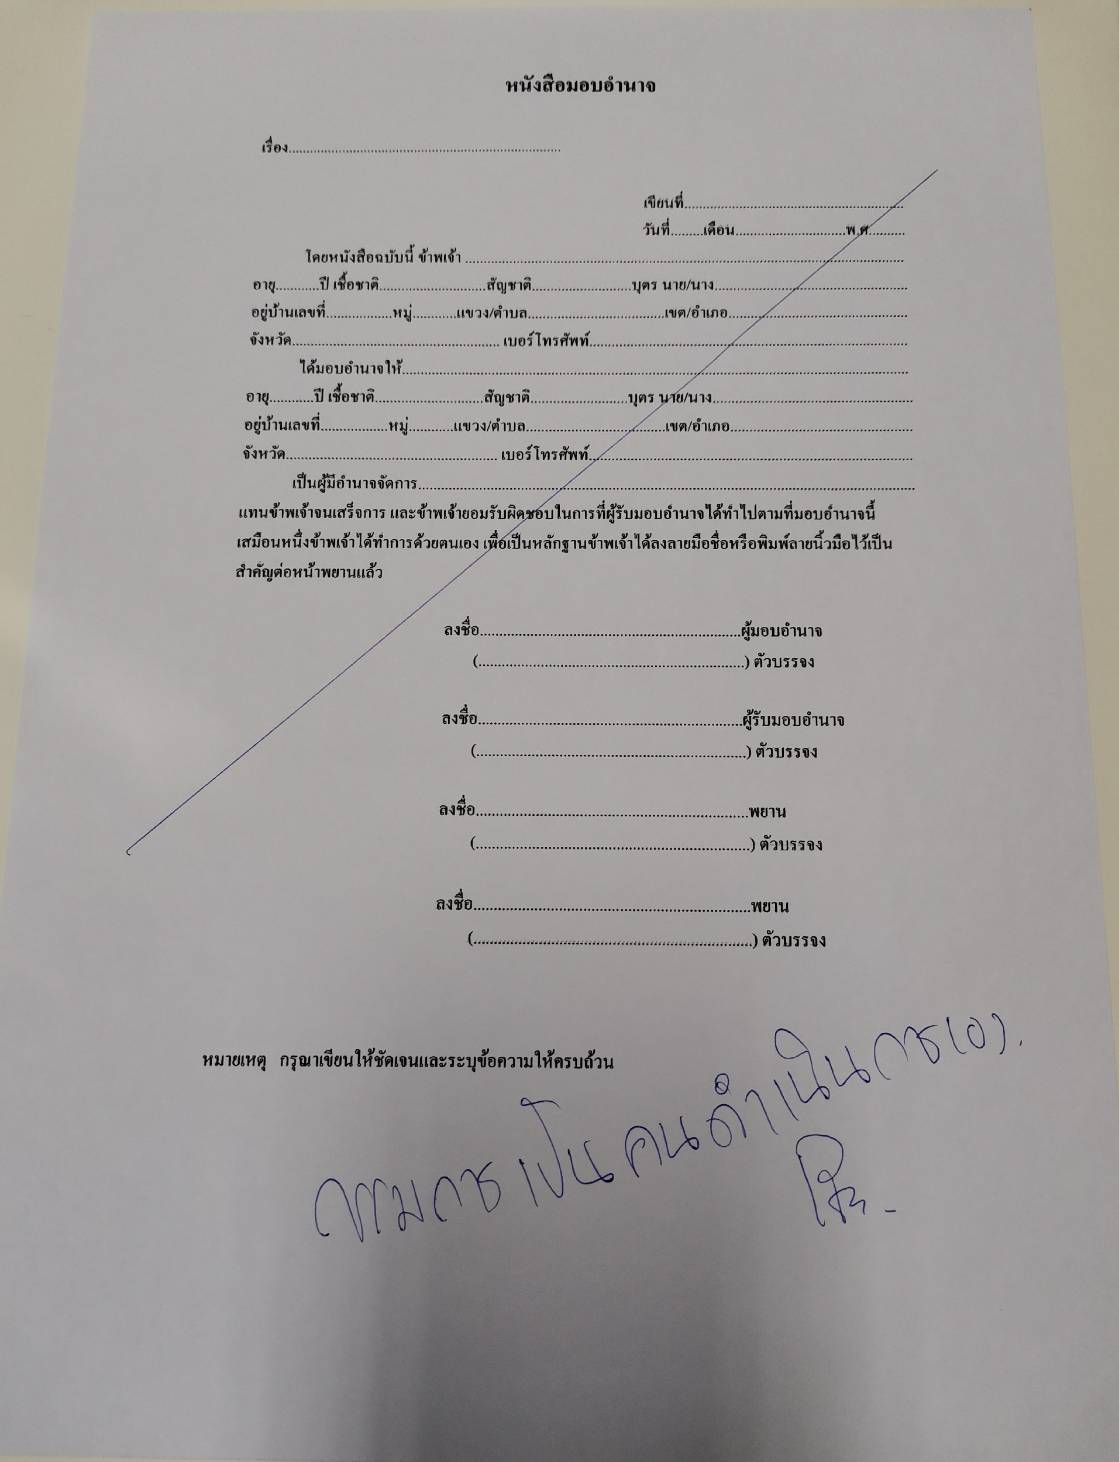 หนังสือมอบอำนาจ
เรื่อง............................................................................
เขียนที่.............................................................
วันที่.........เดือน...............................พ.ศ..........
โดยหนังสือฉบับนี้ ข้าพเจ้า ..........................................................................................................................
อายุ............ปี เชื้อชาติ..............................สัญชาติ............................บุตร นาย/นาง......................................................
อยู่บ้านเลขที่..................หมู่............แขวง/ตำบล......................................เขต/อำเภอ..................................................
จังหวัด.......................................................... เบอร์โทรศัพท์.........................................................................................
ได้มอบอำนาจให้..............................................................................................................................................
อายุ............ปี เชื้อชาติ..............................สัญชาติ...........................บุตร นาย/นาง.......................................................
อยู่บ้านเลขที่...................หมู่............แขวง/ตำบล.......................................เขต/อำเภอ...................................................
จังหวัด.......................................................... เบอร์โทรศัพท์..........................................................................................
เป็นผู้มีอำนาจจัดการ..........................................................................................................................................
แทนข้าพเจ้าจนเสร็จการ และข้าพเจ้ายอมรับผิดชอบในการที่ผู้รับมอบอำนาจได้ทำไปตามที่มอบอำนาจนี้
เสมือนหนึ่งข้าพเจ้าได้ทำการด้วยตนเอง เพื่อเป็นหลักฐานข้าพเจ้าได้ลงลายมือชื่อหรือพิมพ์ลายนิ้วมือไว้เป็น
สำคัญต่อหน้าพยานแล้ว
ลงชื่อ...................................................................ผู้มอบอำนาจ
(....................................................................) ตัวบรรจง
ลงชื่อ....................................................................ผู้รับมอบอำนาจ
(.....................................................................) ตัวบรรจง
ลงชื่อ......................................................................พยาน
(......................................................................) ตัวบรรจง
ลงชื่อ.......................................................................พยาน
(.......................................................................) ตัวบรรจง
หมายเหตุ กรุณาเขียนให้ชัดเจนและระบุข้อความให้ครบถ้วน
กรรมการเป็นคนดำเนินการเอง.